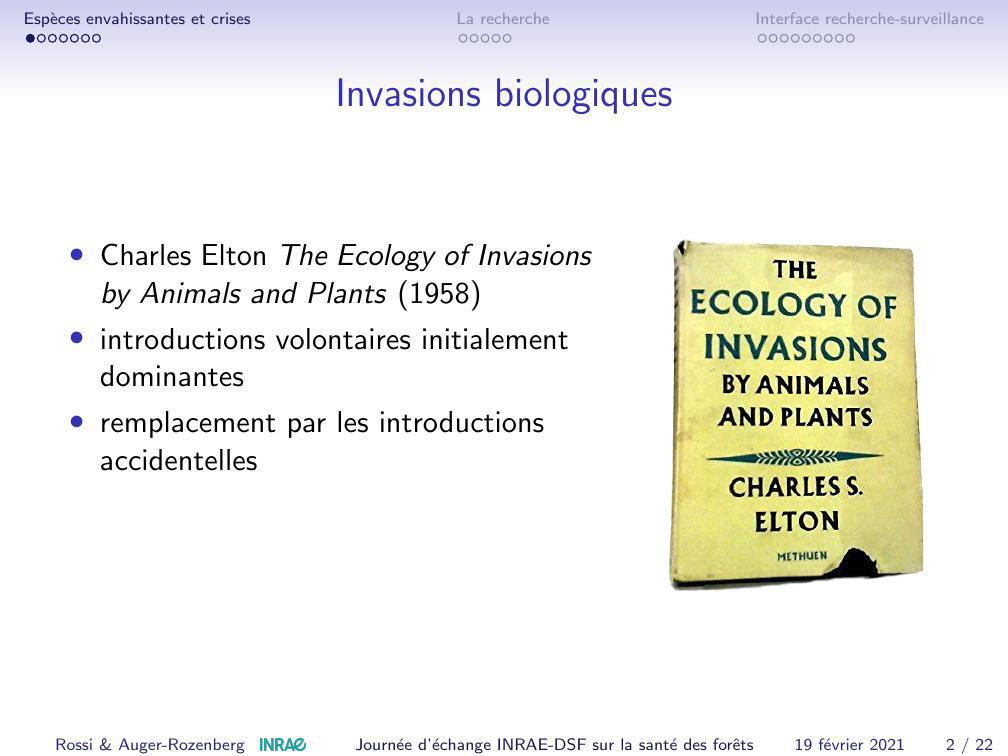 Espèces envahissantes et crises
La recherche
Interface recherche-surveillance
Invasions biologiques
• Charles Elton The Ecology of Invasions
by Animals and Plants (1958)
• introductions volontaires initialement
dominantes
• remplacement par les introductions
accidentelles
THE
ECOLOGY OF
INVASIONS
BY ANIMALS
AND PLANTS
CHARLES S.
ELTON
METHUEN
Rossi & Auger-Rozenberg INRAE Journée d'échange INRAE-DSF sur la santé des forêts 19 février 2021 2 / 22